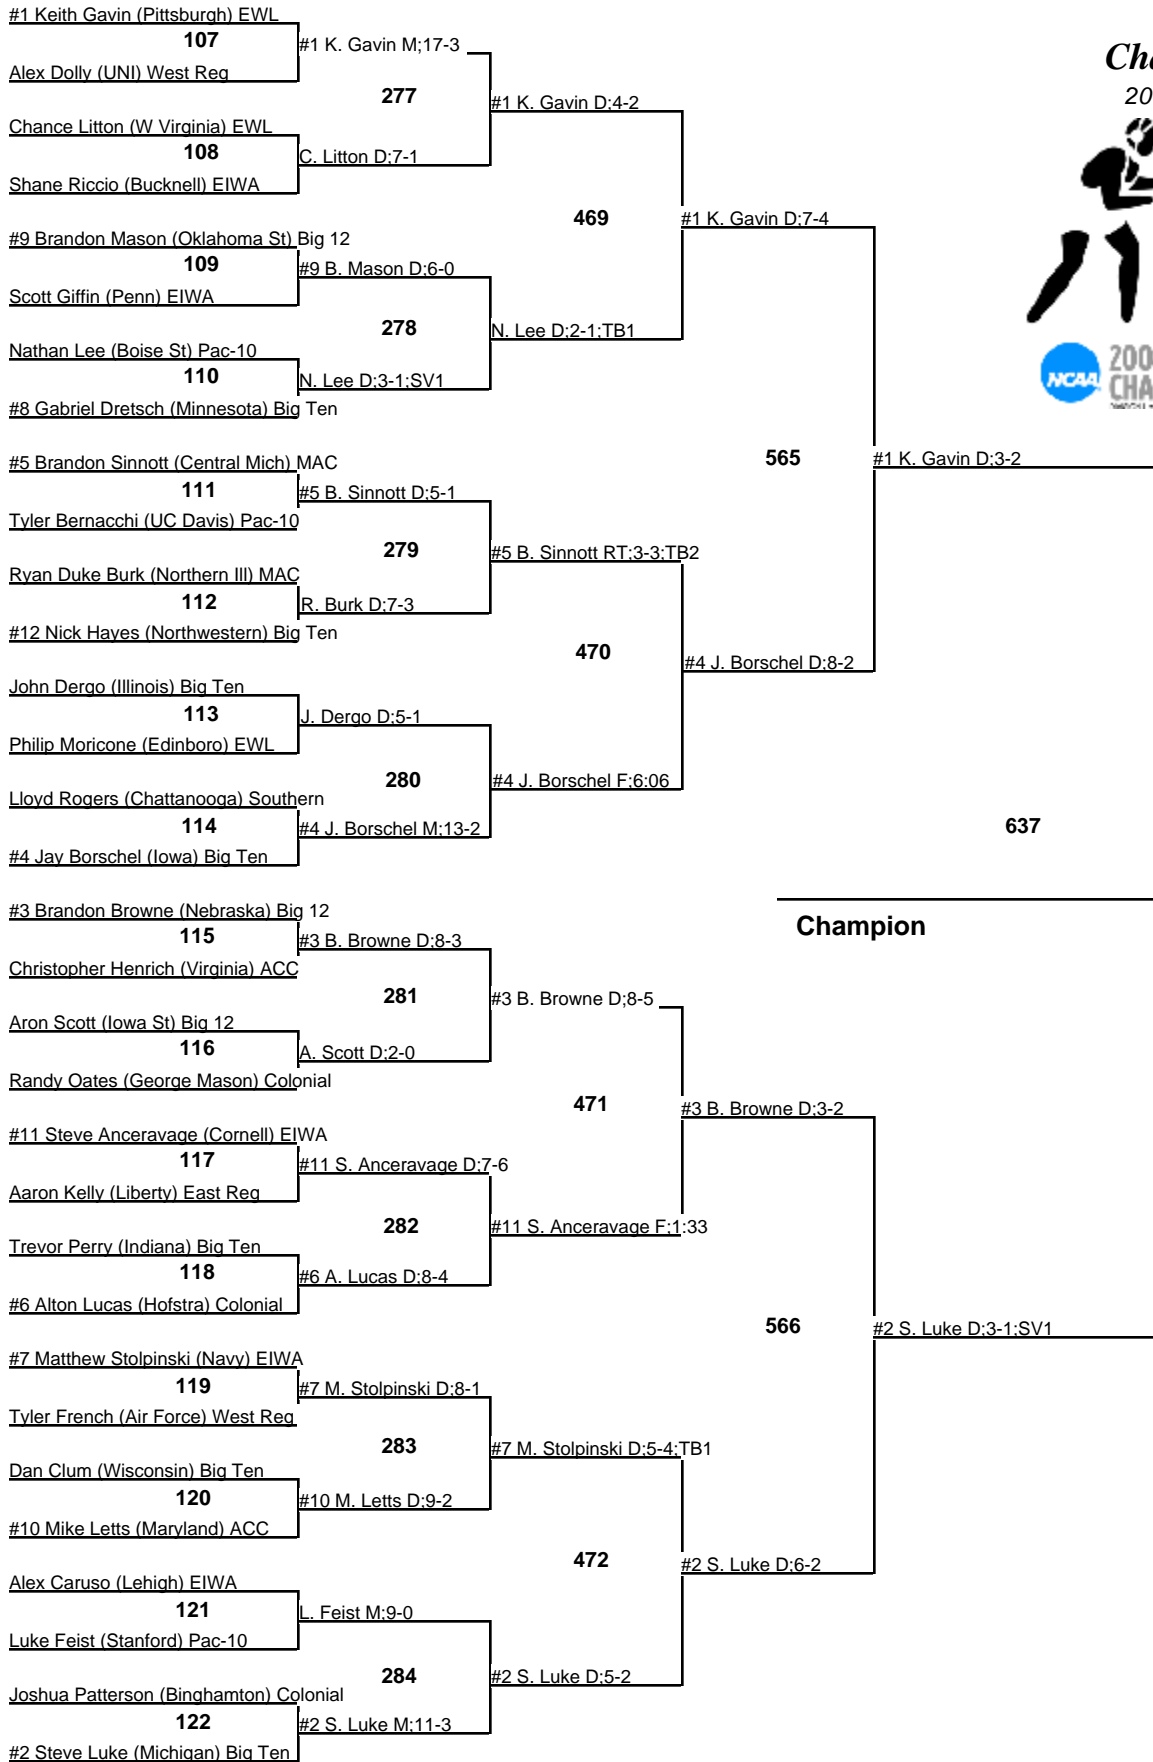 #1 Keith Gavin (Pittsburgh) EWL
107
#1 K. Gavin M;17-3
Alex Dolly (UNI) West Reg
277
#1 K. Gavin D;4-2
Chance Litton (W Virginia) EWL
108
C. Litton D;7-1
Shane Riccio (Bucknell) EIWA
469
#1 K. Gavin D;7-4
#9 Brandon Mason (Oklahoma St) Big 12
109
#9 B. Mason D;6-0
Scott Giffin (Penn) EIWA
278
N. Lee D;2-1;TB1
Nathan Lee (Boise St) Pac-10
110
N. Lee D;3-1;SV1
#8 Gabriel Dretsch (Minnesota) Big Ten
565
#1 K. Gavin D;3-2
#5 Brandon Sinnott (Central Mich) MAC
111
#5 B. Sinnott D;5-1
Tyler Bernacchi (UC Davis) Pac-10
279
#5 B. Sinnott RT;3-3;TB2
Ryan Duke Burk (Northern Ill) MAC
112
R. Burk D;7-3
#12 Nick Hayes (Northwestern) Big Ten
470
#4 J. Borschel D;8-2
John Dergo (Illinois) Big Ten
113
J. Dergo D;5-1
Philip Moricone (Edinboro) EWL
280
#4 J. Borschel F;6:06
Lloyd Rogers (Chattanooga) Southern
114
#4 J. Borschel M;13-2
#4 Jay Borschel (Iowa) Big Ten
637
Champion
#3 Brandon Browne (Nebraska) Big 12
115
#3 B. Browne D;8-3
Christopher Henrich (Virginia) ACC
281
#3 B. Browne D;8-5
Aron Scott (Iowa St) Big 12
116
A. Scott D;2-0
Randy Oates (George Mason) Colonial
471
#3 B. Browne D;3-2
#11 Steve Anceravage (Cornell) EIWA
117
#11 S. Anceravage D;7-6
Aaron Kelly (Liberty) East Reg
282
#11 S. Anceravage F;1:33
Trevor Perry (Indiana) Big Ten
118
#6 A. Lucas D;8-4
#6 Alton Lucas (Hofstra) Colonial
566
#2 S. Luke D;3-1;SV1
#7 Matthew Stolpinski (Navy) EIWA
119
#7 M. Stolpinski D;8-1
Tyler French (Air Force) West Reg
283
#7 M. Stolpinski D;5-4;TB1
Dan Clum (Wisconsin) Big Ten
120
#10 M. Letts D;9-2
#10 Mike Letts (Maryland) ACC
472
#2 S. Luke D;6-2
Alex Caruso (Lehigh) EIWA
121
L. Feist M;9-0
Luke Feist (Stanford) Pac-10
284
#2 S. Luke D;5-2
Joshua Patterson (Binghamton) Colonial
122
#2 S. Luke M;11-3
#2 Steve Luke (Michigan) Big Ten
Cha
20
NCAA
200
CHA